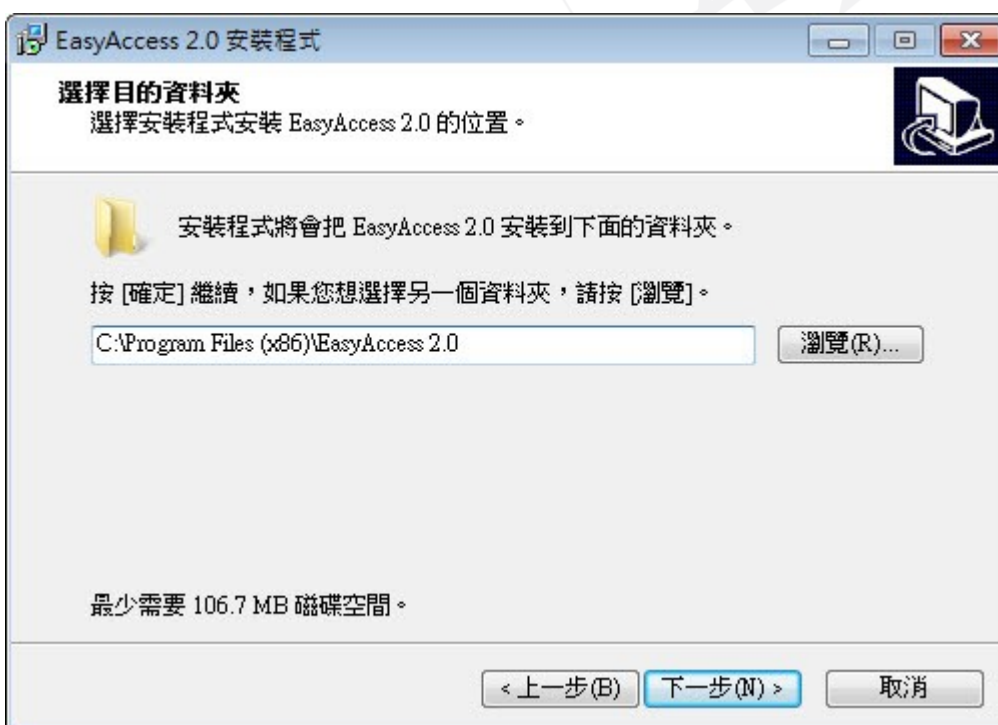 EasyAccess 2.0 安裝程式
選擇目的資料夾
選擇安裝程式安裝 EasyAccess 2.0 的位置。
安裝程式將會把 EasyAccess 2.0 安裝到下面的資料夾。
按 [確定] 繼續，如果您想選擇另一個資料夾，請按 [瀏覽]。
C:\Program Files (x86)\EasyAccess 2.0
瀏覽(R)...
最少需要 106.7 MB 磁碟空間。
< 上一步(B)
下一步(N) >
取消